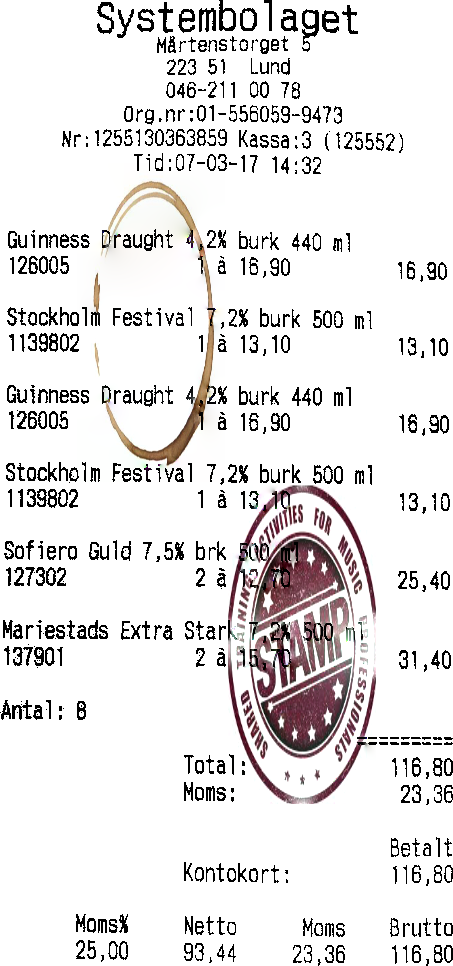 Systembolaget
Mårtenstorget 5
223 51 Lund
046-211 00 78
Org.nr:01-556059-9473
Nr:1255130363859 Kassa:3 (125552)
Tid:07-03-17 14:32
Guinness Draught 4,2% burk 440 ml
126005 1 à 16,90 16,90
Stockholm Festival 7,2% burk 500 ml
1139802 1 à 13,10 13,10
Guinness Draught 4,2% burk 440 ml
126005 1 à 16,90 16,90
Stockholm Festival 7,2% burk 500 ml
1139802 1 à 13,10 13,10
Sofiero Guld 7,5% brk 500 ml
127302 2 à 12,70 25,40
Mariestads Extra Stark 7,2% 500 ml
137901 2 à 15,70 31,40
SHARED TRAINING ACTIVITIES FOR MUSIC PROFESSIONALS
STAMP
Antal: 8
=========
Total: 116,80
Moms: 23,36
Betalt
Kontokort: 116,80
Moms% Netto Moms Brutto
25,00 93,44 23,36 116,80